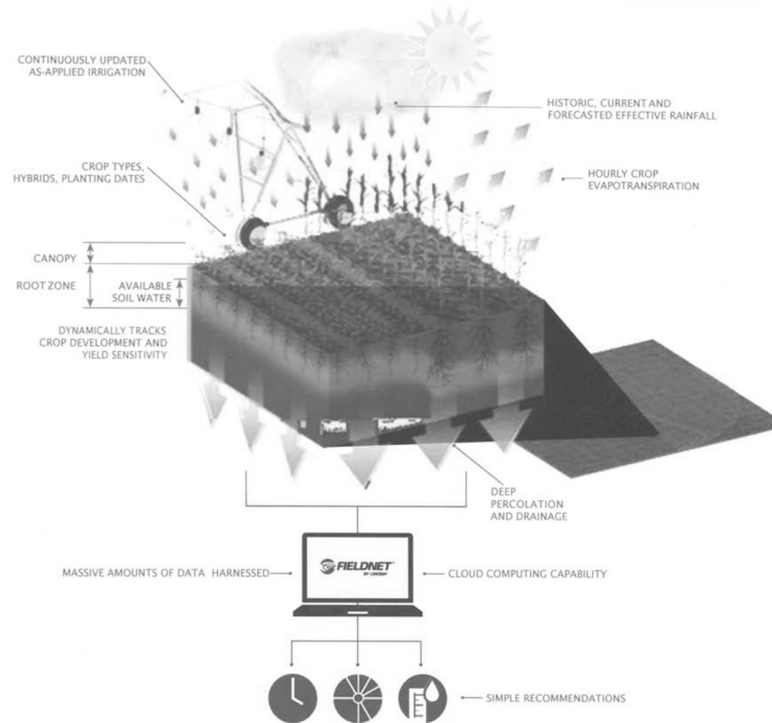 CONTINUOUSLY UPDATED
AS-APPLIED IRRIGATION
HISTORIC, CURRENT AND
FORECASTED EFFECTIVE RAINFALL
CROP TYPES,
HYBRIDS, PLANTING DATES
HOURLY CROP
EVAPOTRANSPIRATION
CANOPY
ROOT ZONE
AVAILABLE
SOIL WATER
DYNAMICALLY TRACKS
CROP DEVELOPMENT AND
YIELD SENSITIVITY
DEEP
PERCOLATION
AND DRAINAGE
MASSIVE AMOUNTS OF DATA HARNESSED
FIELDNET
BY LINDSAY
CLOUD COMPUTING CAPABILITY
SIMPLE RECOMMENDATIONS